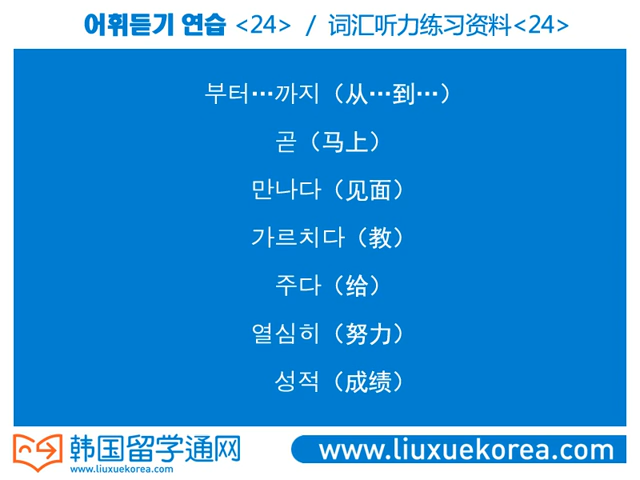 어휘듣기 연습 <24> / 词汇听力练习资料<24>
부터…까지（从…到…）
곧（马上）
만나다（见面）
가르치다（教）
주다（给）
열심히（努力）
성적（成绩）
韩国留学通网
www.liuxuekorea.com
www.liuxuekorea.com